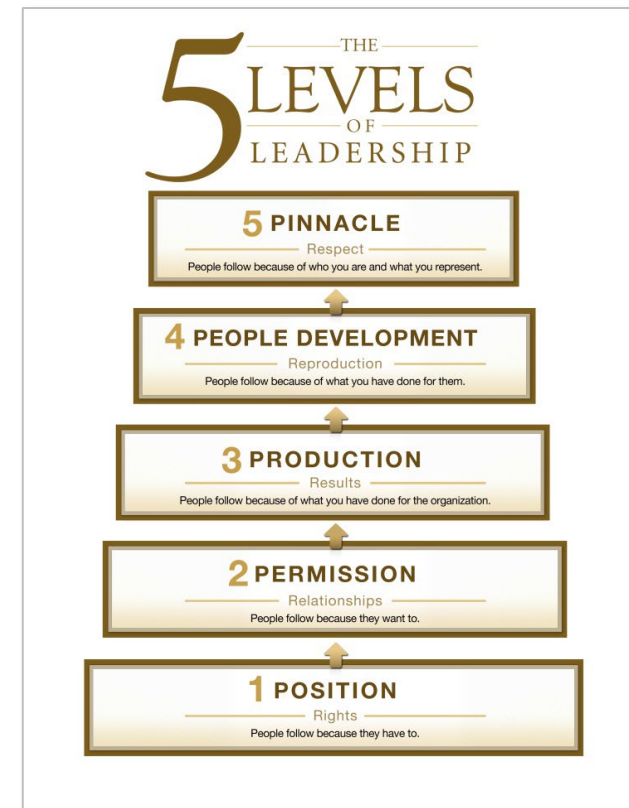 THE
5 LEVELS
OF
LEADERSHIP
5 PINNACLE
Respect
People follow because of who you are and what you represent.
4 PEOPLE DEVELOPMENT
Reproduction
People follow because of what you have done for them.
3 PRODUCTION
Results
People follow because of what you have done for the organization.
2 PERMISSION
Relationships
People follow because they want to.
1 POSITION
Rights
People follow because they have to.